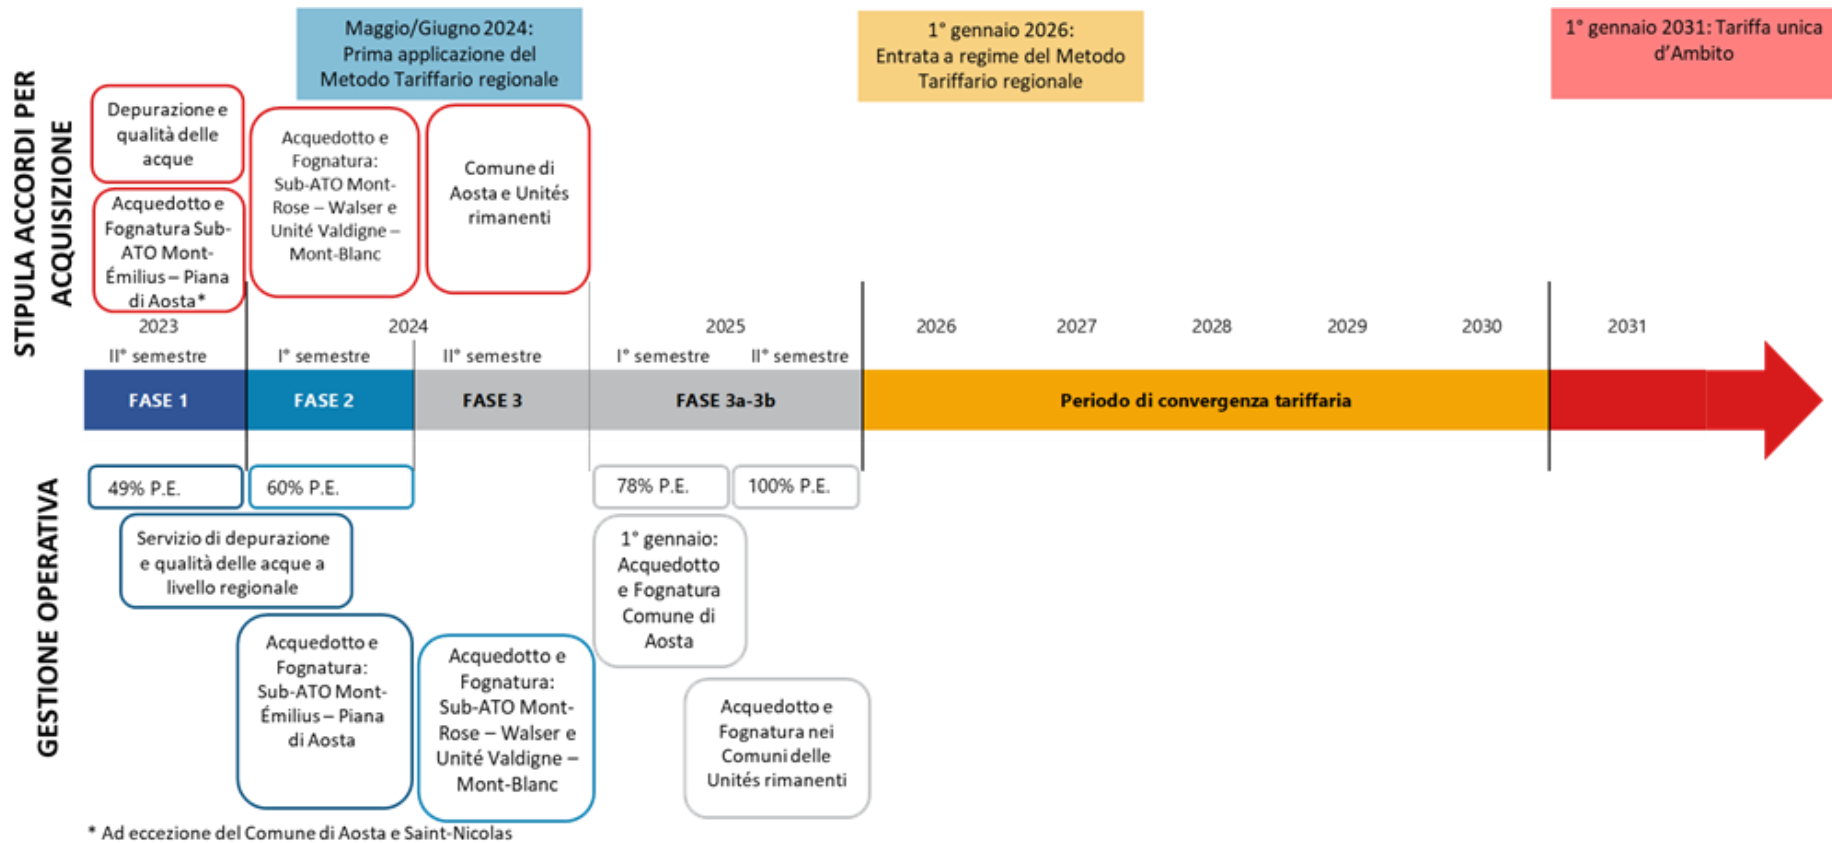 Maggio/Giugno 2024:
Prima applicazione del
Metodo Tariffario regionale
1° gennaio 2026:
Entrata a regime del Metodo
Tariffario regionale
1° gennaio 2031: Tariffa unica
d’Ambito
STIPULA ACCORDI PER
ACQUISIZIONE
Depurazione e
qualità delle
acque
Acquedotto e
Fognatura Sub-
ATO Mont-
Émilius – Piana
di Aosta*
Acquedotto e
Fognatura:
Sub-ATO Mont-
Rose – Walser e
Unité Valdigne –
Mont-Blanc
Comune di
Aosta e Unités
rimanenti
2023
2024
2025
2026
2027
2028
2029
2030
2031
II° semestre
I° semestre
II° semestre
I° semestre
II° semestre
FASE 1
FASE 2
FASE 3
FASE 3a-3b
Periodo di convergenza tariffaria
GESTIONE OPERATIVA
49% P.E.
60% P.E.
78% P.E.
100% P.E.
Servizio di depurazione
e qualità delle acque a
livello regionale
Acquedotto e
Fognatura:
Sub-ATO Mont-
Émilius – Piana
di Aosta
Acquedotto e
Fognatura:
Sub-ATO Mont-
Rose – Walser e
Unité Valdigne –
Mont-Blanc
1° gennaio:
Acquedotto
e Fognatura
Comune di
Aosta
Acquedotto e
Fognatura nei
Comuni delle
Unités rimanenti
* Ad eccezione del Comune di Aosta e Saint-Nicolas